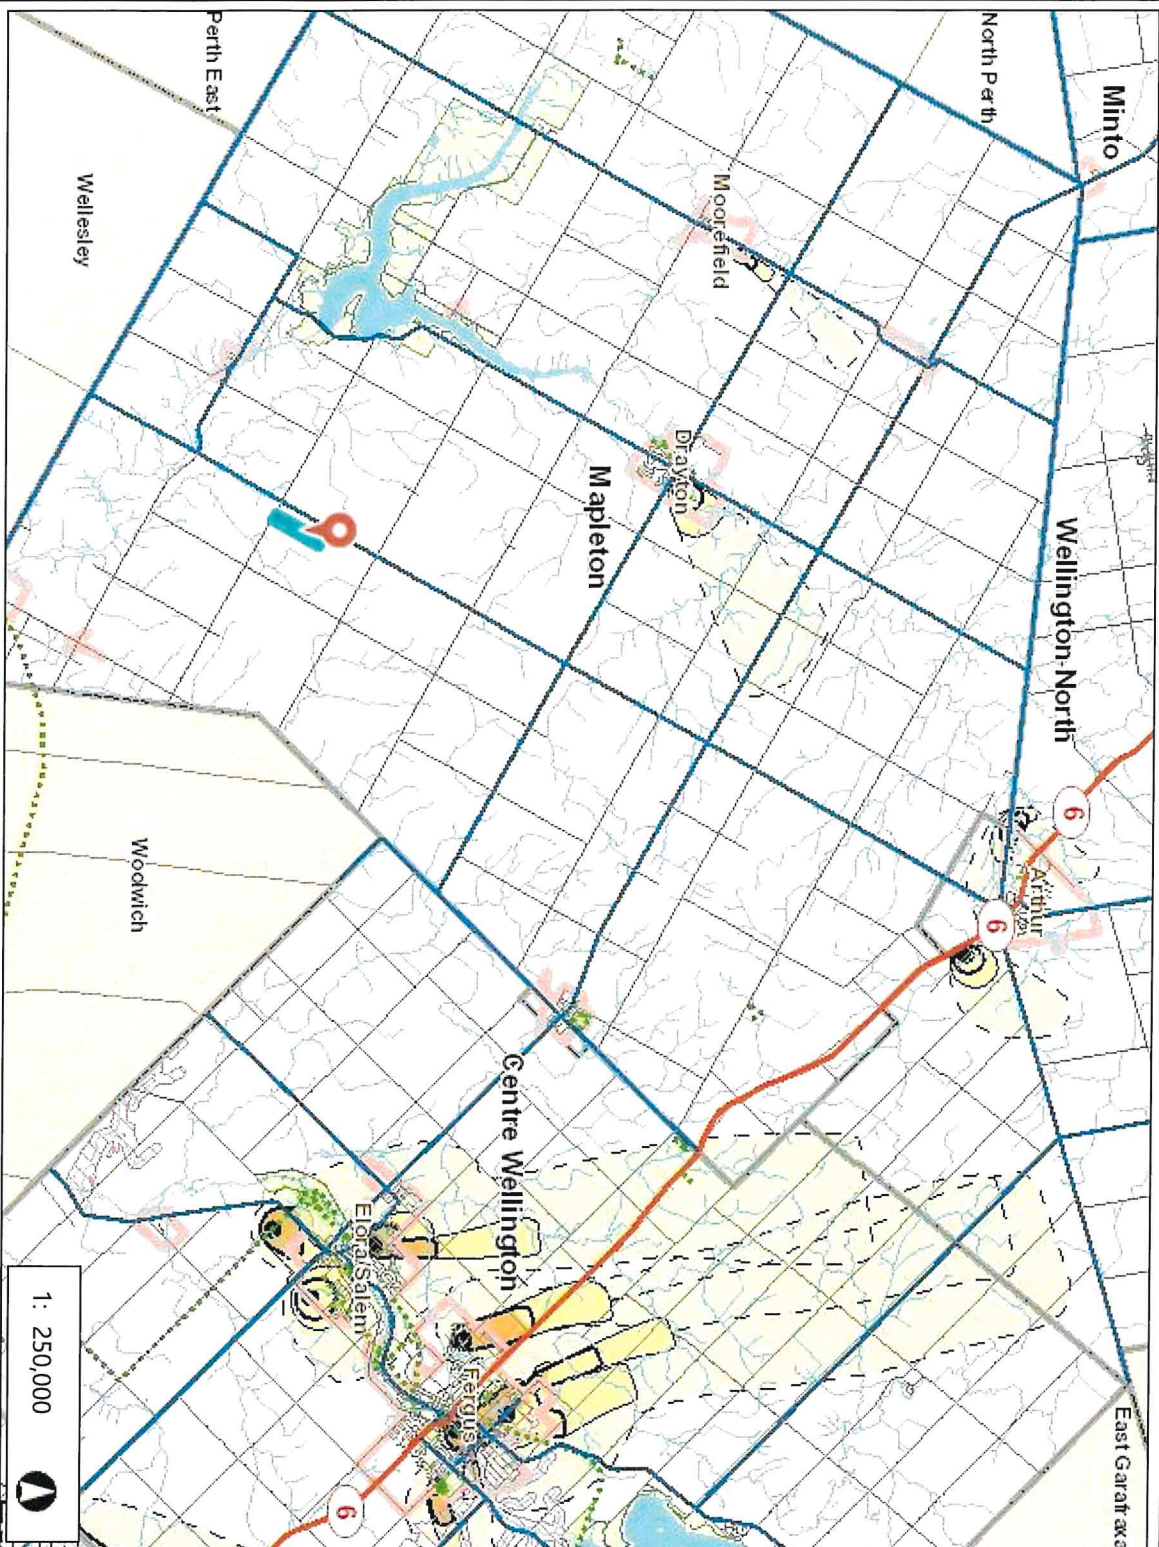 Minto
North Perth
Perth East
Moorefield
Wellesley
Drayton
Mapleton
Wellington North
6
Arthur
6
Woolwich
Centre Wellington
Elora/Salem
Fergus
6
East Garafraxa
1: 250,000